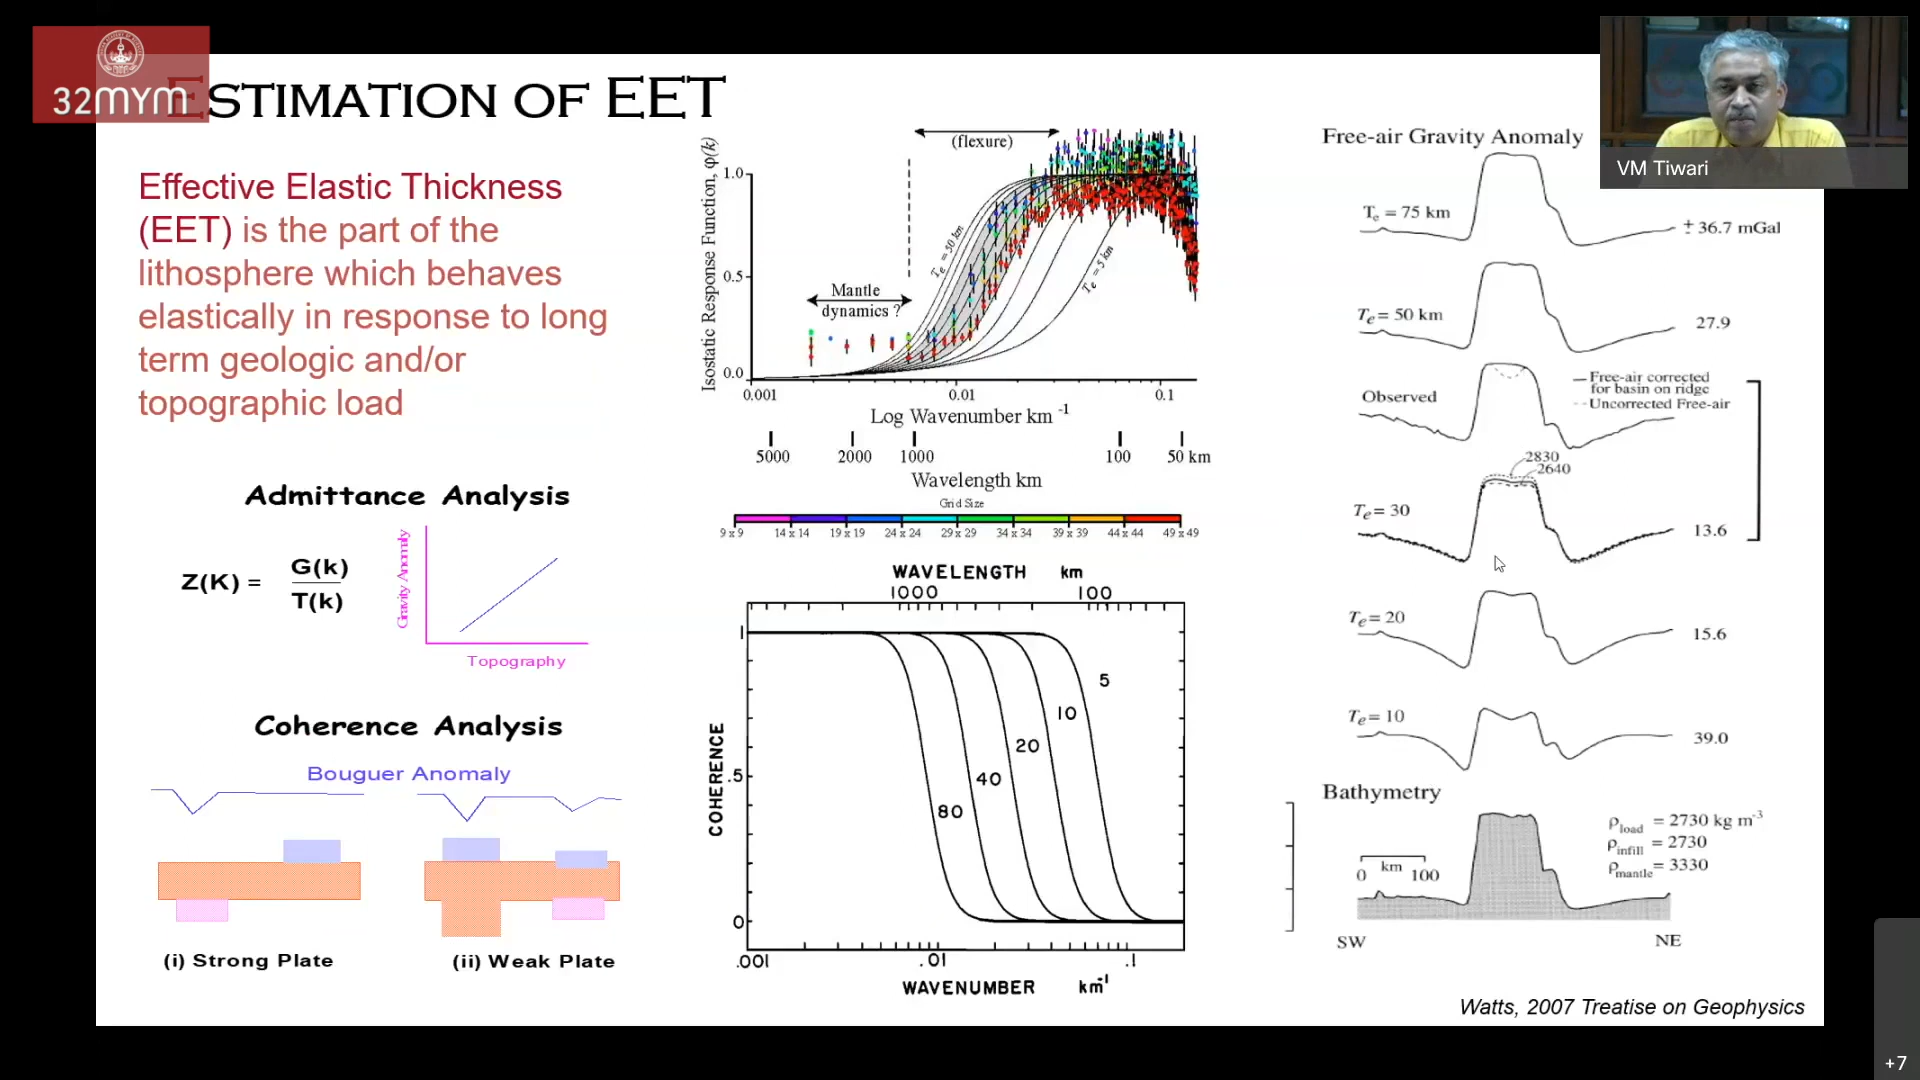 32mym
ESTIMATION OF EET
VM Tiwari
Effective Elastic Thickness
(EET) is the part of the
lithosphere which behaves
elastically in response to long
term geologic and/or
topographic load
Admittance Analysis
Z(K) =
G(k)
T(k)
Gravity Anomaly
Topography
Coherence Analysis
Bouguer Anomaly
(i) Strong Plate
(ii) Weak Plate
(flexure)
Isostatic Response Function, φ(k)
1.0
0.5
0.0
Te = 50 km
Te = 5 km
Mantle
dynamics ?
0.001 0.01 0.1
Log Wavenumber km -1
5000 2000 1000 100 50 km
Wavelength km
Grid Size
9 x 9 14 x 14 19 x 19 24 x 24 29 x 29 34 x 34 39 x 39 44 x 44 49 x 49
WAVELENGTH km
1000 100
COHERENCE
1
.5
0
5
10
20
40
80
.001 .01 .1
WAVENUMBER km-1
Free-air Gravity Anomaly
Te = 75 km
± 36.7 mGal
Te = 50 km
27.9
Observed
Free-air corrected
for basin on ridge
Uncorrected Free-air
2830
2640
Te = 30
13.6
Te = 20
15.6
Te = 10
39.0
Bathymetry
ρload = 2730 kg m-3
ρinfill = 2730
ρmantle = 3330
km
0 100
SW NE
Watts, 2007 Treatise on Geophysics
+7